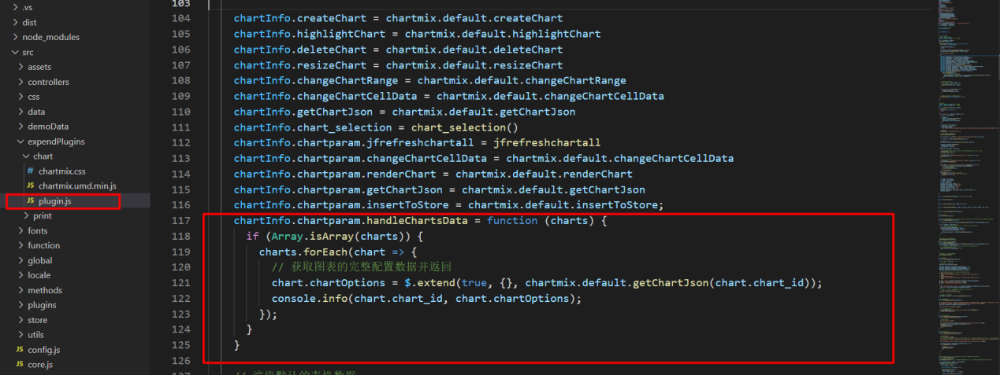 .vs
dist
node_modules
src
assets
controllers
css
data
demoData
expendPlugins
chart
# chartmix.css
JS chartmix.umd.min.js
JS plugin.js
print
fonts
function
global
locale
methods
plugins
store
utils
JS config.js
JS core.js
103
104 chartInfo.createChart = chartmix.default.createChart
105 chartInfo.highlightChart = chartmix.default.highlightChart
106 chartInfo.deleteChart = chartmix.default.deleteChart
107 chartInfo.resizeChart = chartmix.default.resizeChart
108 chartInfo.changeChartRange = chartmix.default.changeChartRange
109 chartInfo.changeChartCellData = chartmix.default.changeChartCellData
110 chartInfo.getChartJson = chartmix.default.getChartJson
111 chartInfo.chart_selection = chart_selection()
112 chartInfo.chartparam.jfrefreshchartall = jfrefreshchartall
113 chartInfo.chartparam.changeChartCellData = chartmix.default.changeChartCellData
114 chartInfo.chartparam.renderChart = chartmix.default.renderChart
115 chartInfo.chartparam.getChartJson = chartmix.default.getChartJson
116 chartInfo.chartparam.insertToStore = chartmix.default.insertToStore;
117 chartInfo.chartparam.handleChartsData = function (charts) {
118 if (Array.isArray(charts)) {
119 charts.forEach(chart => {
120 // 获取图表的完整配置数据并返回
121 chart.chartOptions = $.extend(true, {}, chartmix.default.getChartJson(chart.chart_id));
122 console.info(chart.chart_id, chart.chartOptions);
123 });
124 }
125 }
126